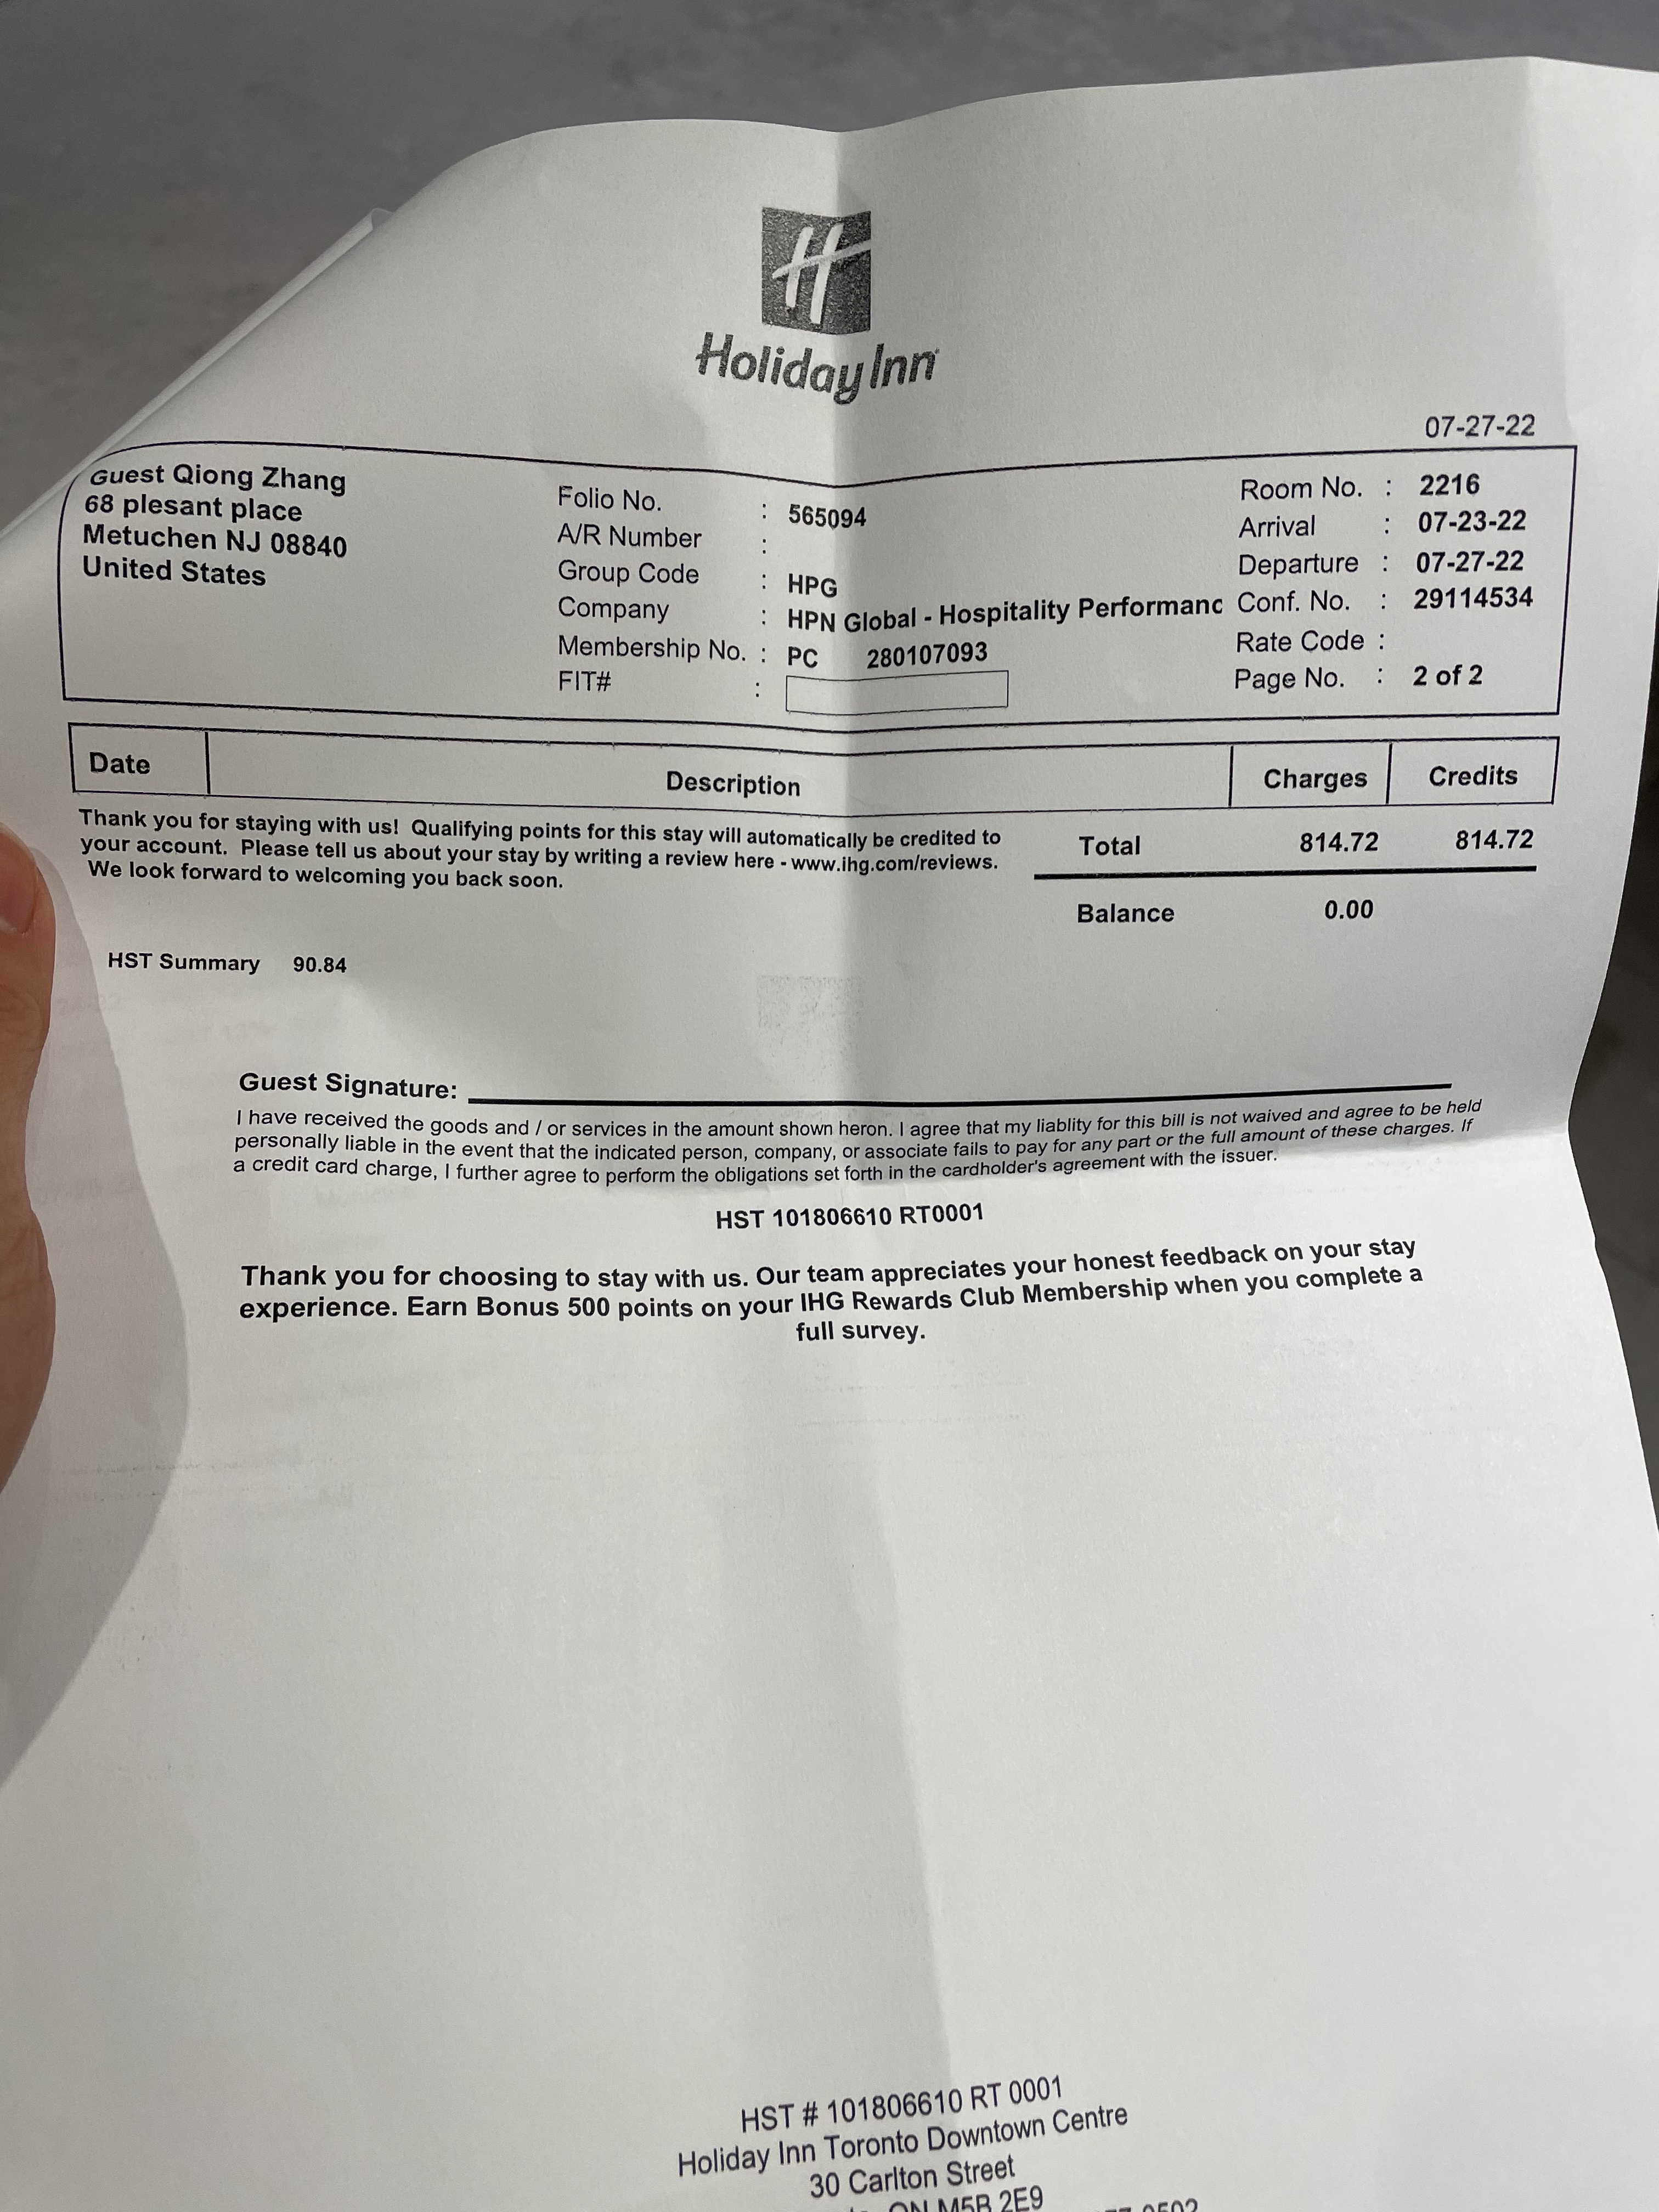 H
Holiday Inn
07-27-22
Guest Qiong Zhang
68 plesant place
Metuchen NJ 08840
United States
Folio No. : 565094
A/R Number :
Group Code : HPG
Company : HPN Global - Hospitality Performanc
Membership No. : PC 280107093
FIT# :
Room No. : 2216
Arrival : 07-23-22
Departure : 07-27-22
Conf. No. : 29114534
Rate Code :
Page No. : 2 of 2
Date Description Charges Credits
Thank you for staying with us! Qualifying points for this stay will automatically be credited to
your account. Please tell us about your stay by writing a review here - www.ihg.com/reviews.
We look forward to welcoming you back soon.
Total 814.72 814.72
Balance 0.00
HST Summary 90.84
Guest Signature:
I have received the goods and / or services in the amount shown heron. I agree that my liablity for this bill is not waived and agree to be held
personally liable in the event that the indicated person, company, or associate fails to pay for any part or the full amount of these charges. If
a credit card charge, I further agree to perform the obligations set forth in the cardholder's agreement with the issuer.
HST 101806610 RT0001
Thank you for choosing to stay with us. Our team appreciates your honest feedback on your stay
experience. Earn Bonus 500 points on your IHG Rewards Club Membership when you complete a
full survey.
HST # 101806610 RT 0001
Holiday Inn Toronto Downtown Centre
30 Carlton Street
ON M5B 2E9